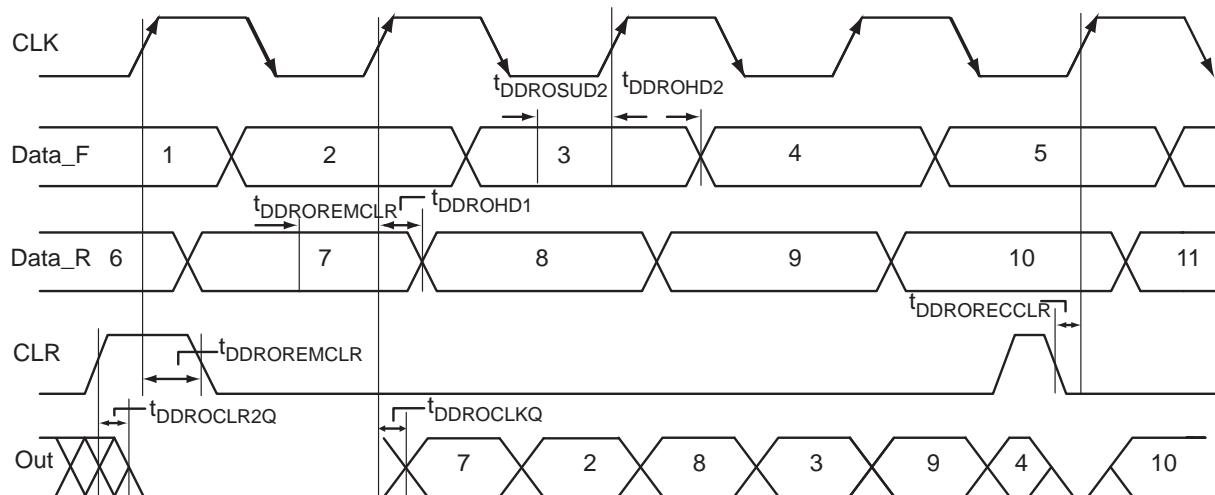 CLK
tDDROSUD2 tDDROHD2
Data_F 1 2 3 4 5
tDDROREMCLR tDDROHD1
Data_R 6 7 8 9 10 11
tDDRORECCLR
CLR
tDDROREMCLR
tDDROCLR2Q tDDROCLKQ
Out 7 2 8 3 9 4 10